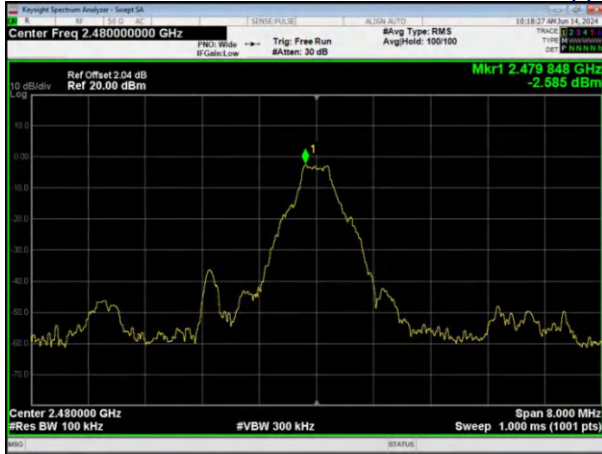 Keysight Spectrum Analyzer - Swept SA
R RF 50 Ω AC SENSE:PULSE ALIGN AUTO 10:18:27 AM Jun 14, 2024
Center Freq 2.480000000 GHz #Avg Type: RMS TRACE 1 2 3 4 5
PNO: Wide Trig: Free Run Avg|Hold: 100/100 TYPE
IFGain:Low #Atten: 30 dB DET P N N N N N
Mkr1 2.479 848 GHz
Ref Offset 2.04 dB
10 dB/div Ref 20.00 dBm -2.585 dBm
Log
10.0
1
0.00
-10.0
-20.0
-30.0
-40.0
-50.0
-60.0
-70.0
Center 2.480000 GHz Span 8.000 MHz
#Res BW 100 kHz #VBW 300 kHz Sweep 1.000 ms (1001 pts)
MSG STATUS